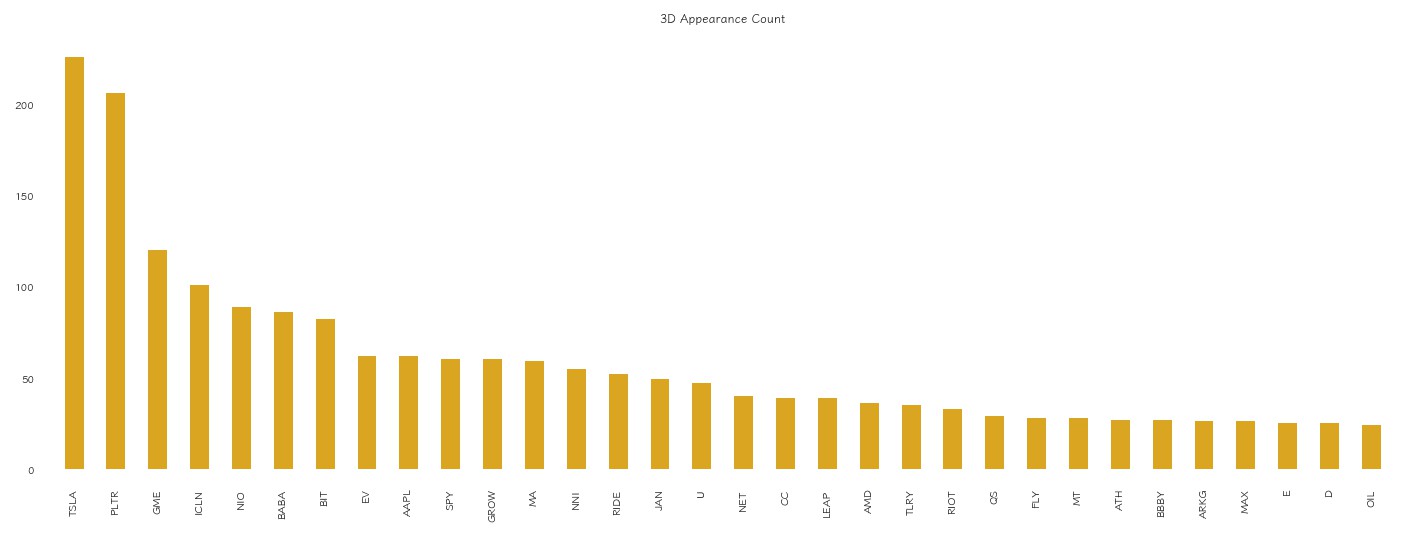 3D Appearance Count
200
150
100
50
0
TSLA
PLTR
GME
ICLN
NIO
BABA
BIT
EV
AAPL
SPY
GROW
MA
NNI
RIDE
JAN
U
NET
CC
LEAP
AMD
TLRY
RIOT
QS
FLY
MT
ATH
BBBY
ARKG
MAX
E
D
OIL